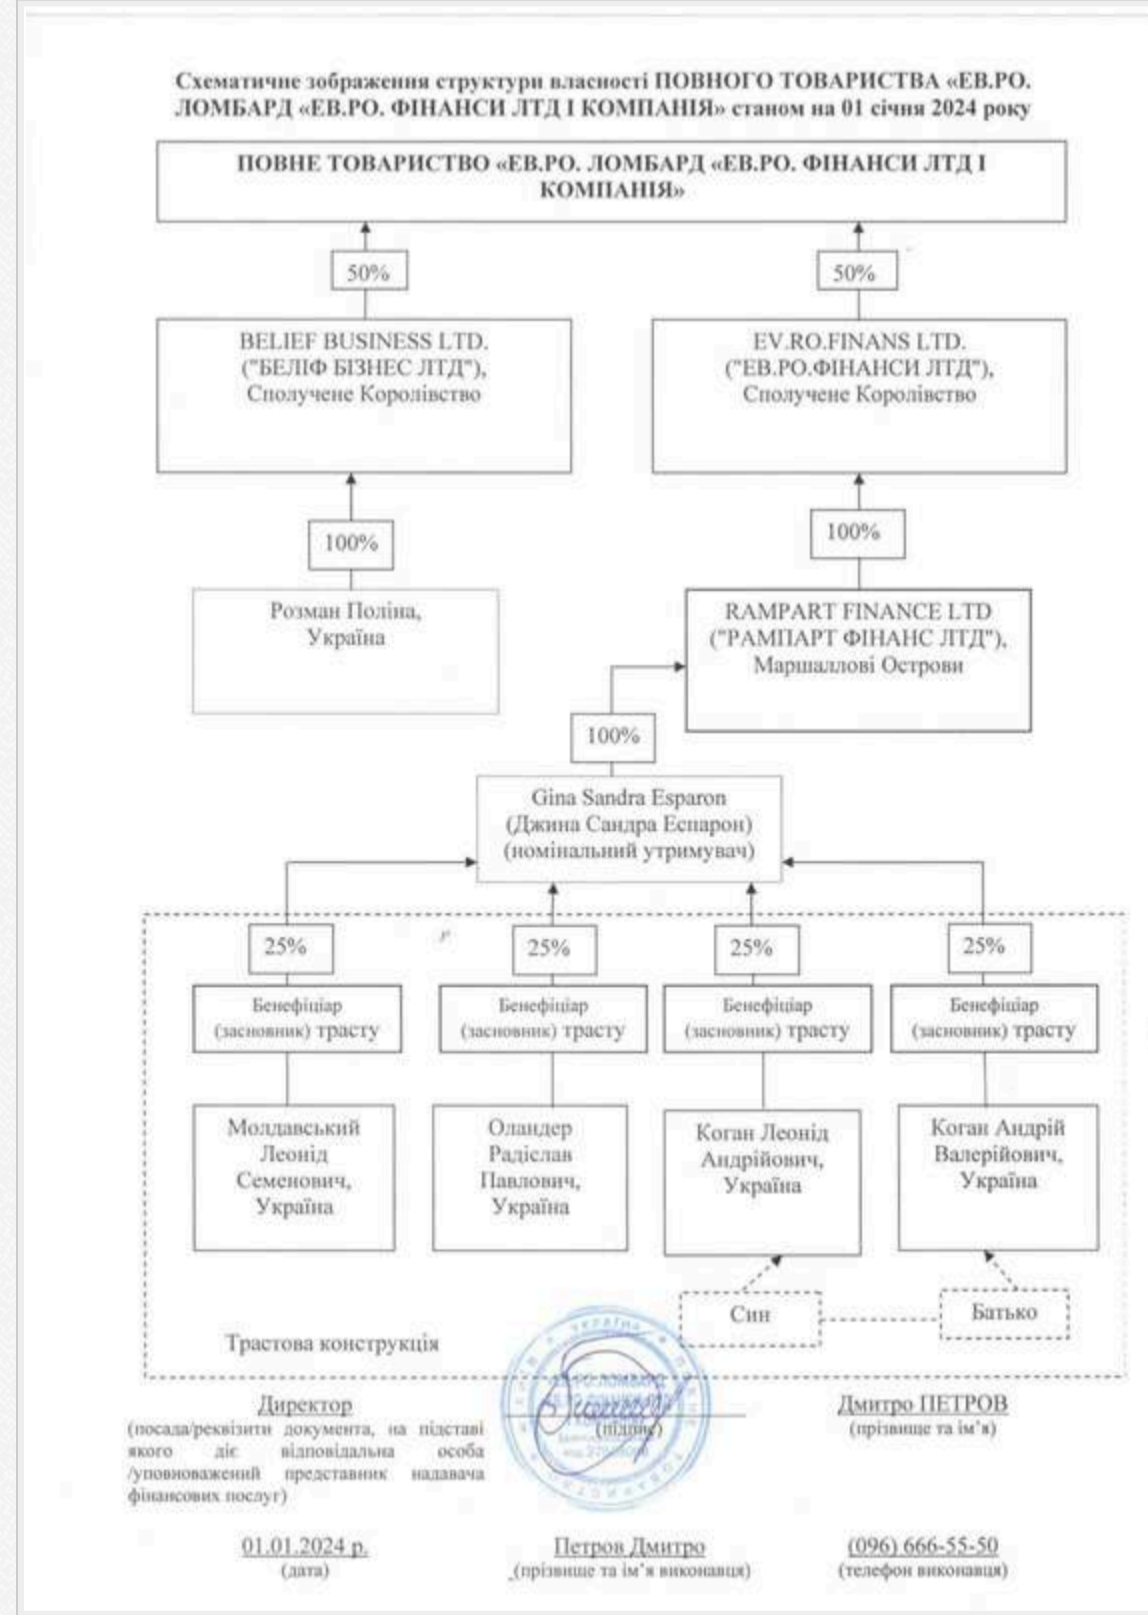 Схематичне зображення структури власності ПОВНОГО ТОВАРИСТВА «ЕВ.РО.
ЛОМБАРД «ЕВ.РО. ФІНАНСИ ЛТД І КОМПАНІЯ» станом на 01 січня 2024 року
ПОВНЕ ТОВАРИСТВО «ЕВ.РО. ЛОМБАРД «ЕВ.РО. ФІНАНСИ ЛТД І
КОМПАНІЯ»
50%
50%
BELIEF BUSINESS LTD.
("БЕЛІФ БІЗНЕС ЛТД"),
Сполучене Королівство
EV.RO.FINANS LTD.
("ЕВ.РО.ФІНАНСИ ЛТД"),
Сполучене Королівство
100%
100%
Розман Поліна,
Україна
RAMPART FINANCE LTD
("РАМПАРТ ФІНАНС ЛТД"),
Маршаллові Острови
100%
Gina Sandra Esparon
(Джина Сандра Еспарон)
(номінальний утримувач)
25%
25%
25%
25%
Бенефіціар
(засновник) трасту
Бенефіціар
(засновник) трасту
Бенефіціар
(засновник) трасту
Бенефіціар
(засновник) трасту
Молдавський
Леонід
Семенович,
Україна
Оландер
Радіслав
Павлович,
Україна
Коган Леонід
Андрійович,
Україна
Коган Андрій
Валерійович,
Україна
Син
Батько
Трастова конструкція
Директор
(посада/реквізити документа, на підставі
якого діє відповідальна особа
/уповноважений представник надавача
фінансових послуг)
(підпис)
Дмитро ПЕТРОВ
(прізвище та ім’я)
01.01.2024 р.
(дата)
Петров Дмитро
(прізвище та ім’я виконавця)
(096) 666-55-50
(телефон виконавця)